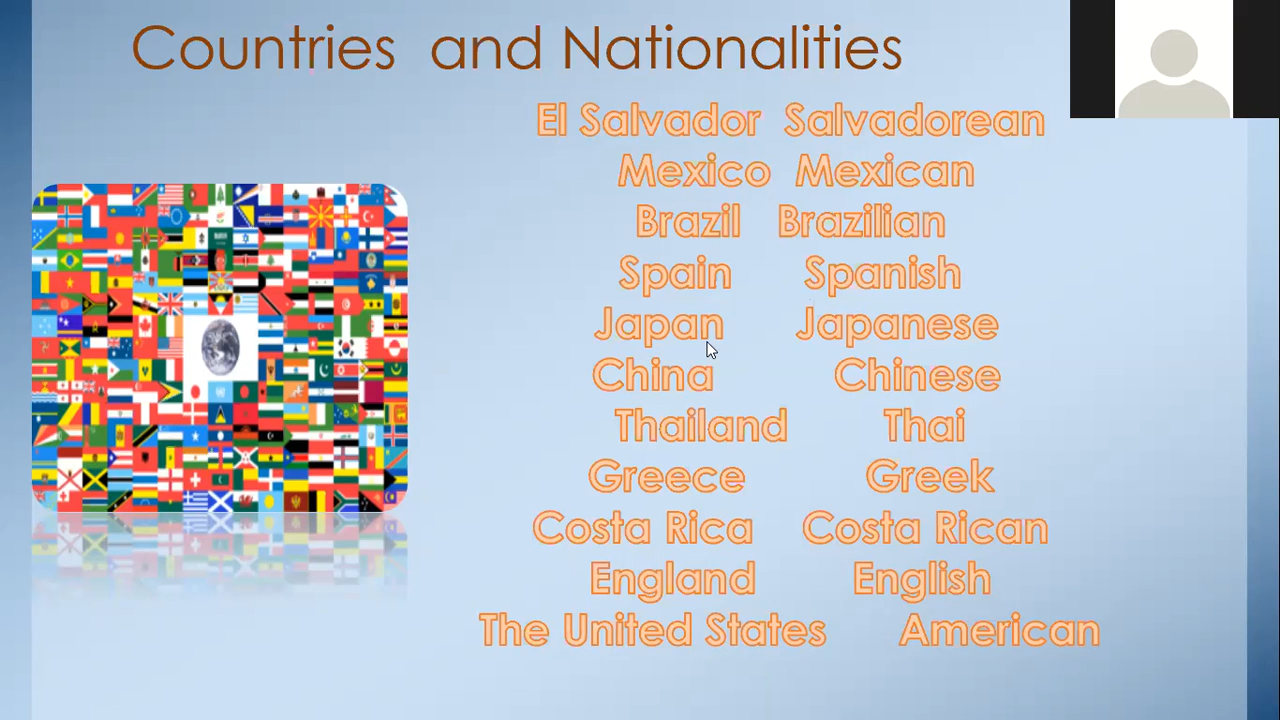 Countries and Nationalities
El Salvador Salvadorean
Mexico Mexican
Brazil Brazilian
Spain Spanish
Japan Japanese
China Chinese
Thailand Thai
Greece Greek
Costa Rica Costa Rican
England English
The United States American